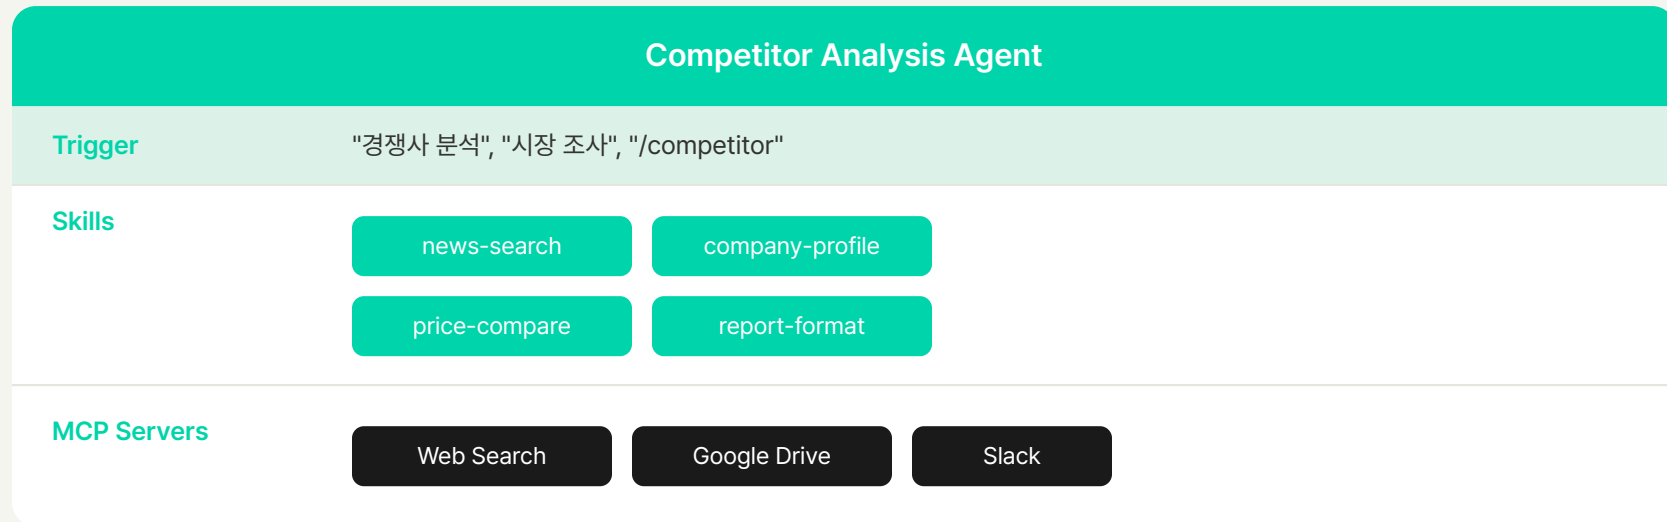 Competitor Analysis Agent
Trigger
"경쟁사 분석", "시장 조사", "/competitor"
Skills
news-search
company-profile
price-compare
report-format
MCP Servers
Web Search
Google Drive
Slack